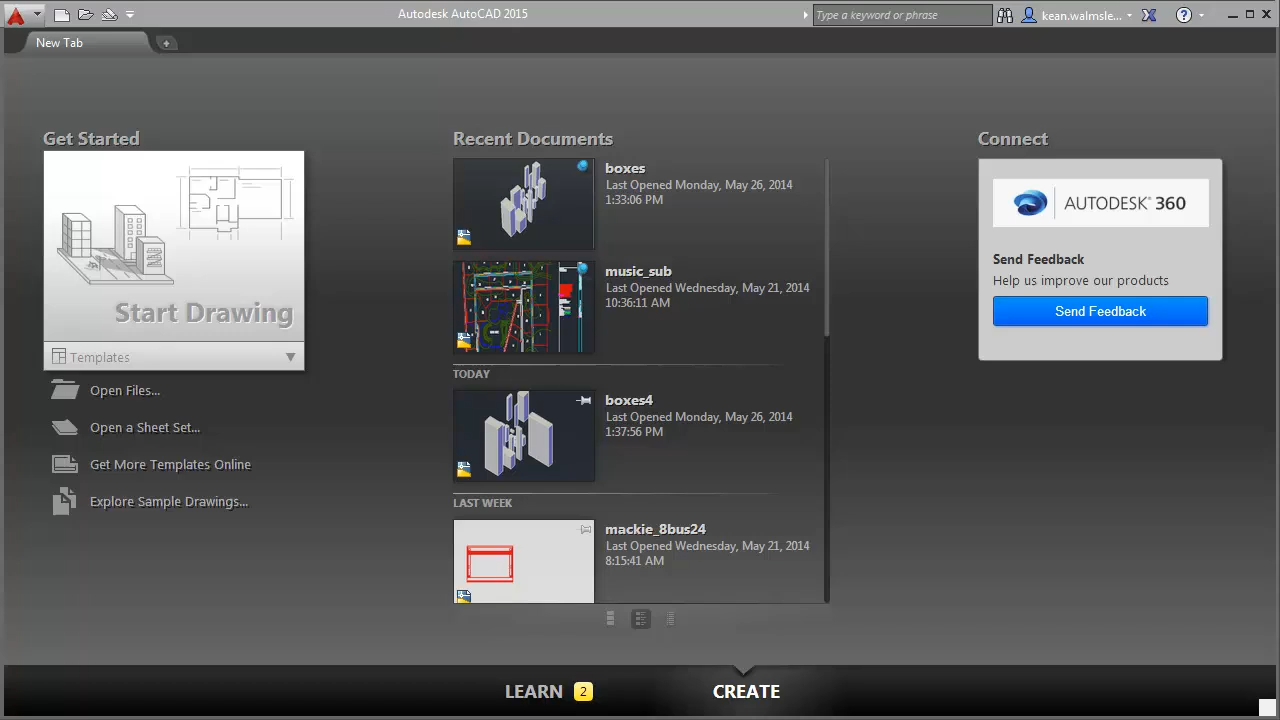 Autodesk AutoCAD 2015
Type a keyword or phrase
kean.walmsle...
New Tab
Get Started
Start Drawing
Templates
Open Files...
Open a Sheet Set...
Get More Templates Online
Explore Sample Drawings...
Recent Documents
boxes
Last Opened Monday, May 26, 2014
1:33:06 PM
music_sub
Last Opened Wednesday, May 21, 2014
10:36:11 AM
TODAY
boxes4
Last Opened Monday, May 26, 2014
1:37:56 PM
LAST WEEK
mackie_8bus24
Last Opened Wednesday, May 21, 2014
8:15:41 AM
Connect
AUTODESK® 360
Send Feedback
Help us improve our products
Send Feedback
LEARN 2
CREATE